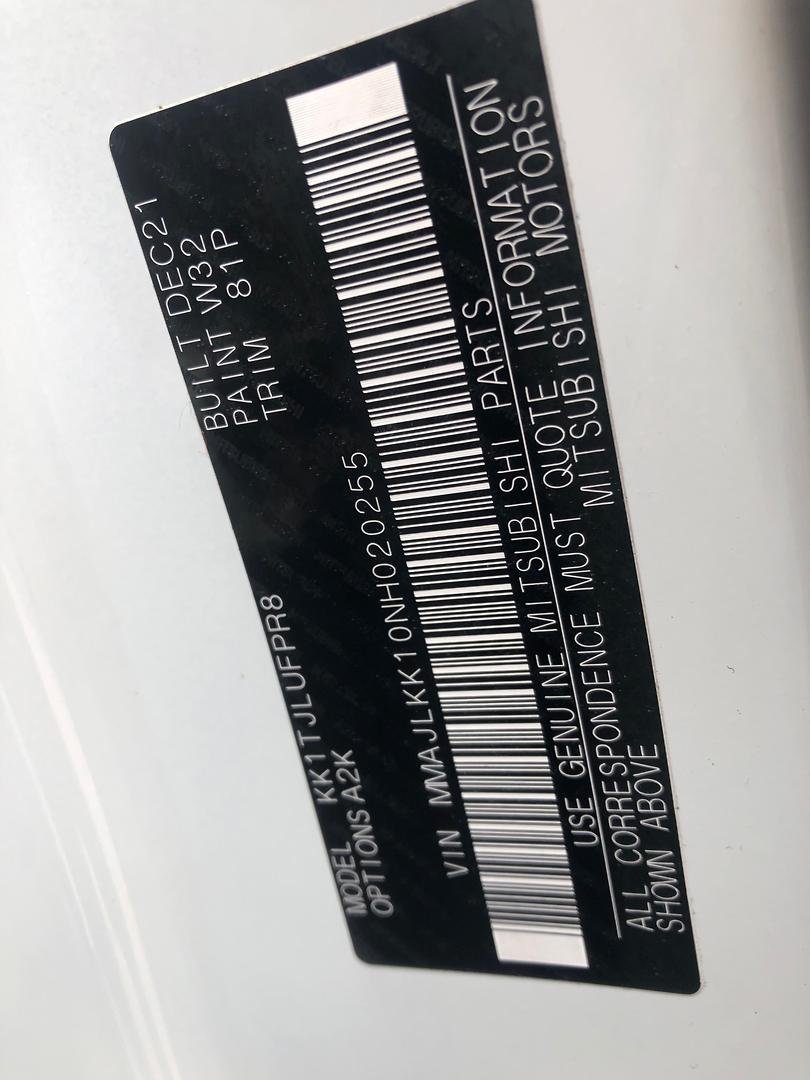 MODEL KK1TJLUFPR8 BUILT DEC21
OPTIONS A2K PAINT W32
TRIM 81P
VIN MMAJLKK10NH020255
USE GENUINE MITSUBISHI PARTS
ALL CORRESPONDENCE MUST QUOTE INFORMATION
SHOWN ABOVE MITSUBISHI MOTORS